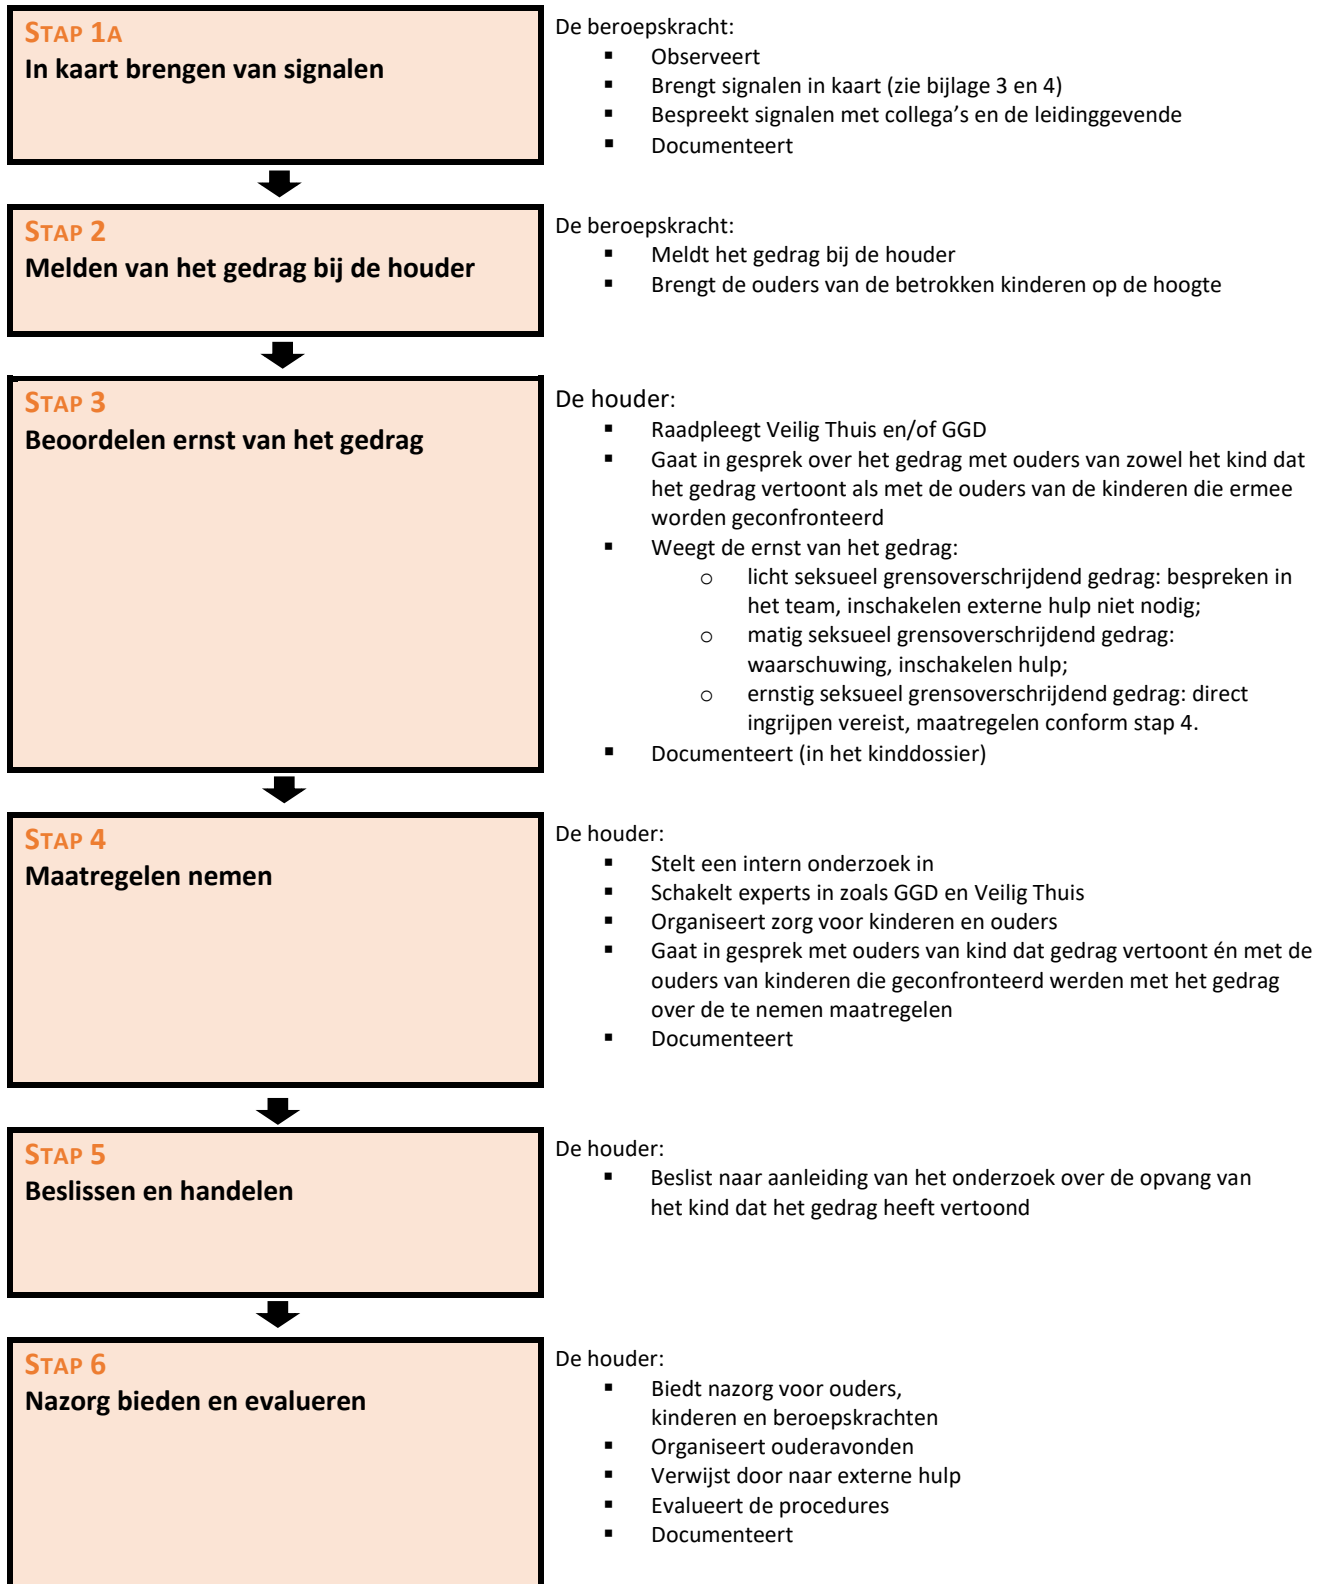 STAP 1A
In kaart brengen van signalen
De beroepskracht:
▪ Observeert
▪ Brengt signalen in kaart (zie bijlage 3 en 4)
▪ Bespreekt signalen met collega's en de leidinggevende
▪ Documenteert
STAP 2
Melden van het gedrag bij de houder
De beroepskracht:
▪ Meldt het gedrag bij de houder
▪ Brengt de ouders van de betrokken kinderen op de hoogte
STAP 3
Beoordelen ernst van het gedrag
De houder:
▪ Raadpleegt Veilig Thuis en/of GGD
▪ Gaat in gesprek over het gedrag met ouders van zowel het kind dat
het gedrag vertoont als met de ouders van de kinderen die ermee
worden geconfronteerd
▪ Weegt de ernst van het gedrag:
o licht seksueel grensoverschrijdend gedrag: bespreken in
het team, inschakelen externe hulp niet nodig;
o matig seksueel grensoverschrijdend gedrag:
waarschuwing, inschakelen hulp;
o ernstig seksueel grensoverschrijdend gedrag: direct
ingrijpen vereist, maatregelen conform stap 4.
▪ Documenteert (in het kinddossier)
STAP 4
Maatregelen nemen
De houder:
▪ Stelt een intern onderzoek in
▪ Schakelt experts in zoals GGD en Veilig Thuis
▪ Organiseert zorg voor kinderen en ouders
▪ Gaat in gesprek met ouders van kind dat gedrag vertoont én met de
ouders van kinderen die geconfronteerd werden met het gedrag
over de te nemen maatregelen
▪ Documenteert
STAP 5
Beslissen en handelen
De houder:
▪ Beslist naar aanleiding van het onderzoek over de opvang van
het kind dat het gedrag heeft vertoond
STAP 6
Nazorg bieden en evalueren
De houder:
▪ Biedt nazorg voor ouders,
kinderen en beroepskrachten
▪ Organiseert ouderavonden
▪ Verwijst door naar externe hulp
▪ Evalueert de procedures
▪ Documenteert